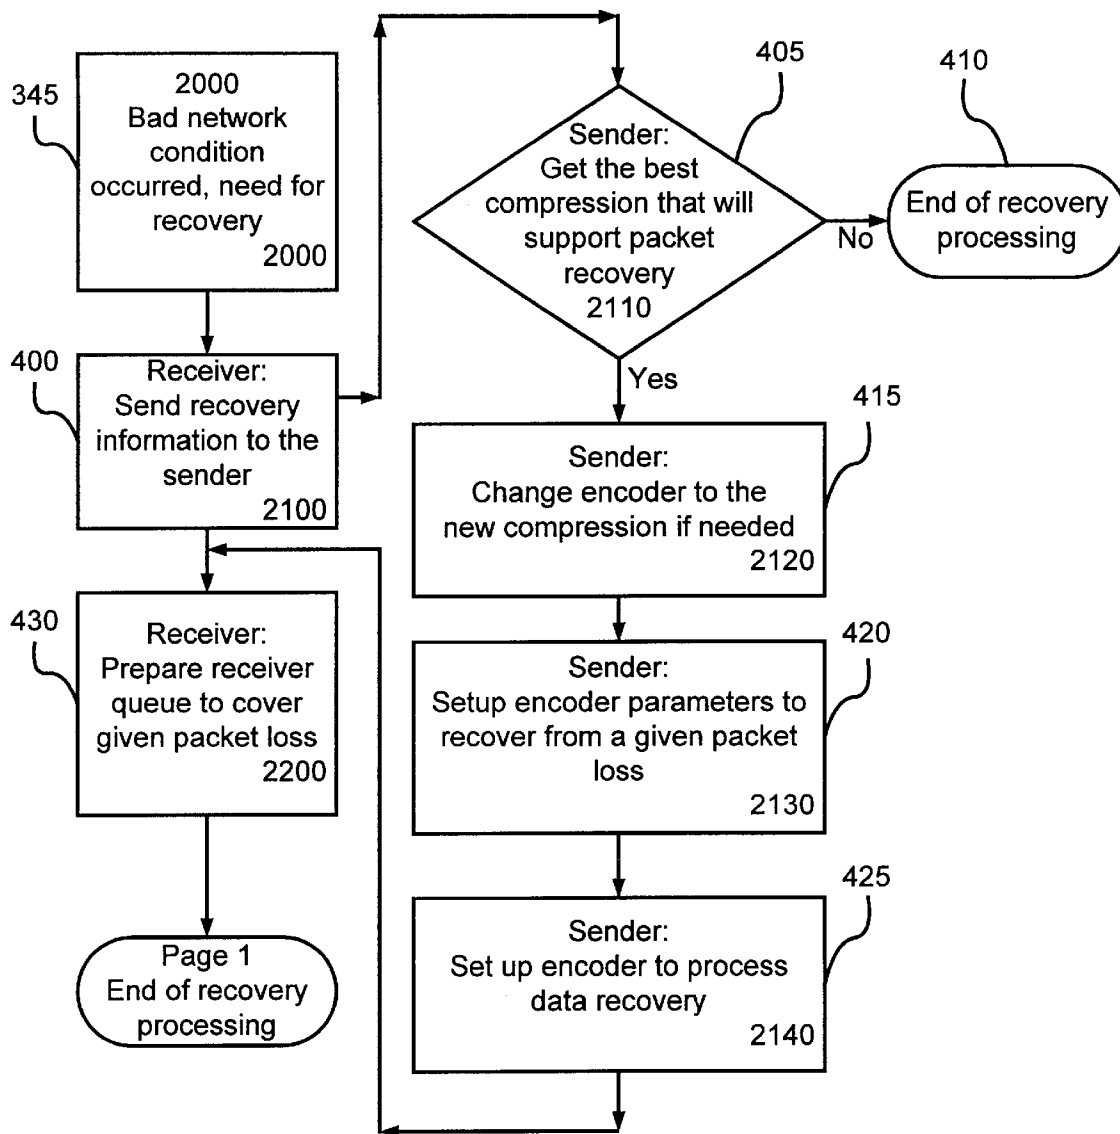 345
2000
Bad network
condition
occurred, need for
recovery
2000
400
Receiver:
Send recovery
information to the
sender
2100
430
Receiver:
Prepare receiver
queue to cover
given packet loss
2200
Page 1
End of recovery
processing
405
Sender:
Get the best
compression that will
support packet
recovery
2110
No
410
End of recovery
processing
Yes
415
Sender:
Change encoder to the
new compression if needed
2120
420
Sender:
Setup encoder parameters to
recover from a given packet
loss
2130
425
Sender:
Set up encoder to process
data recovery
2140